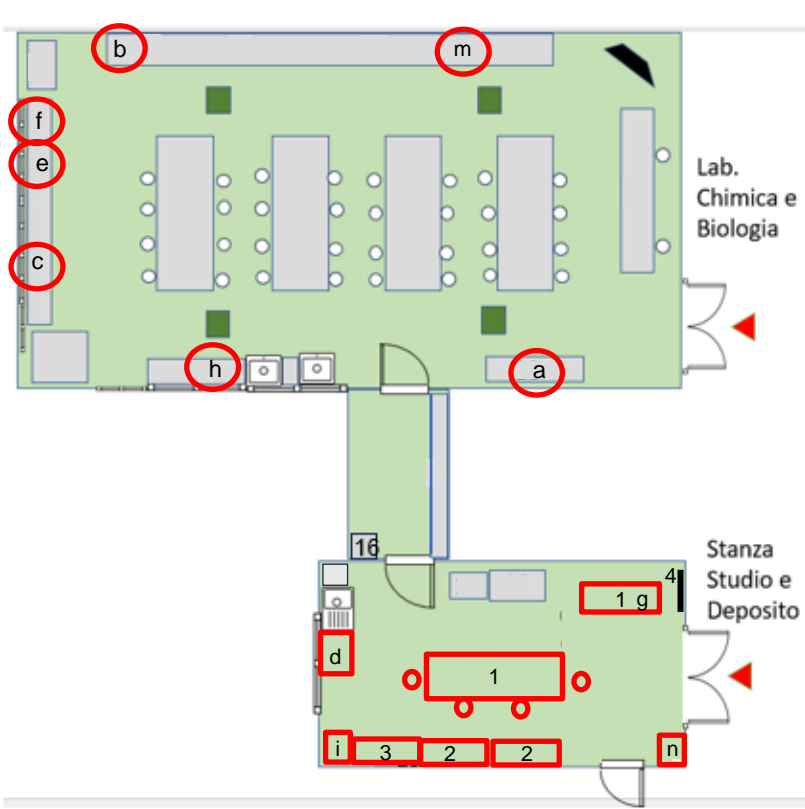 b
m
f
e
c
Lab.
Chimica e
Biologia
h
a
16
Stanza
Studio e
Deposito
4
1 g
d
1
i
3
2
2
n